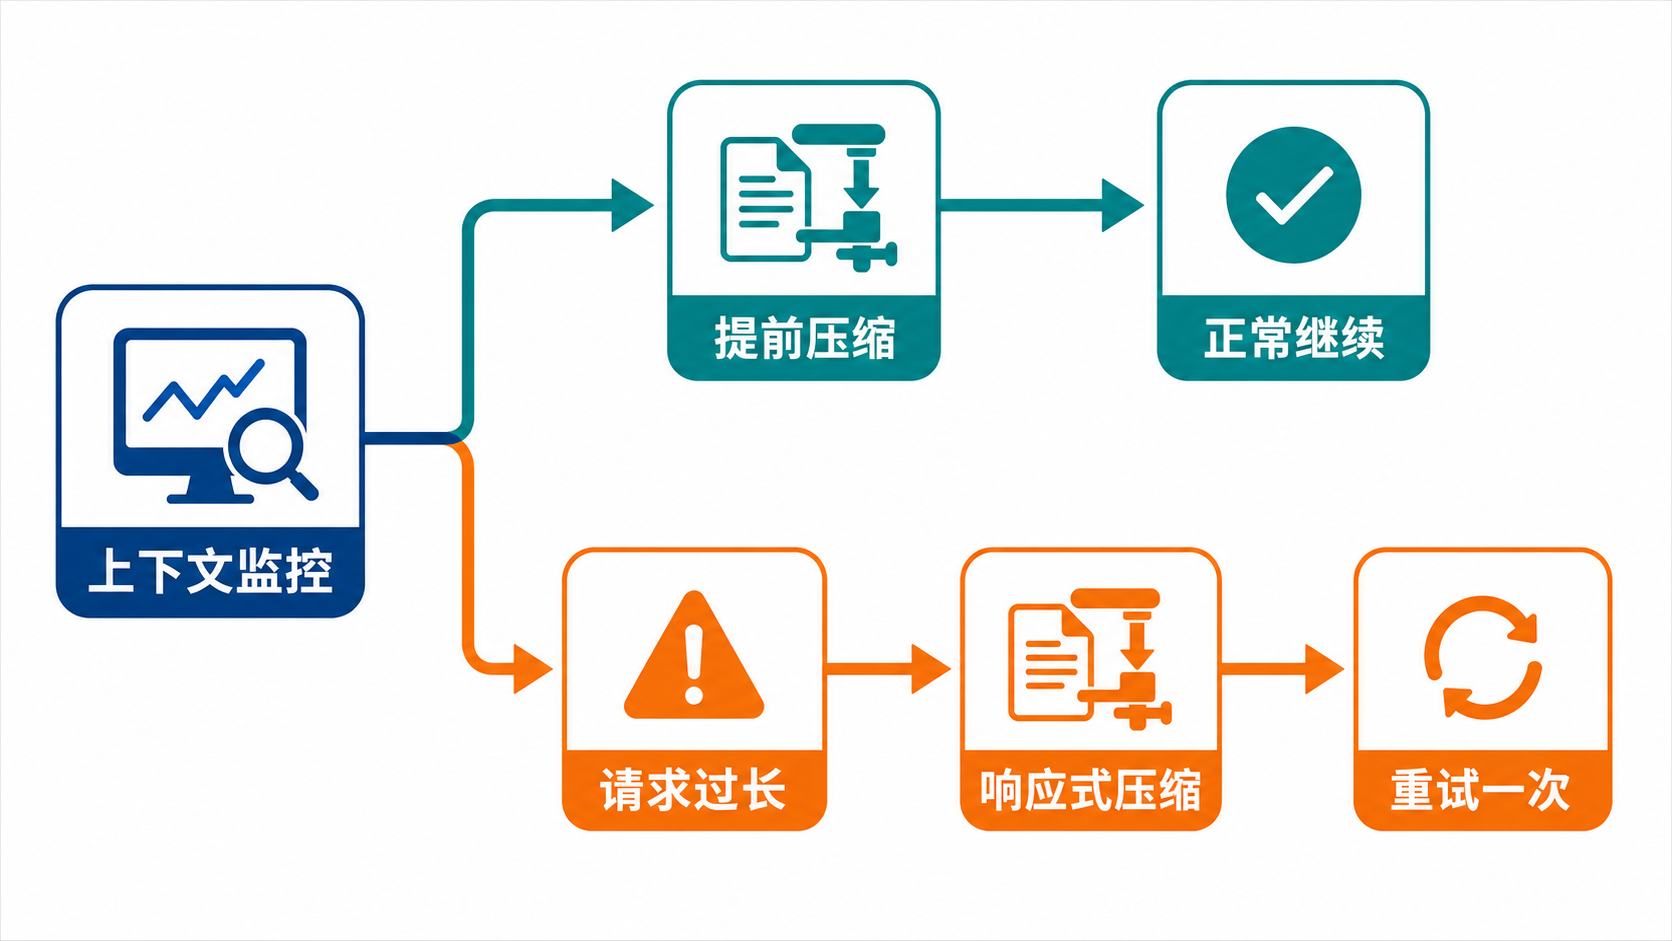 上下文监控
提前压缩
正常继续
请求过长
响应式压缩
重试一次